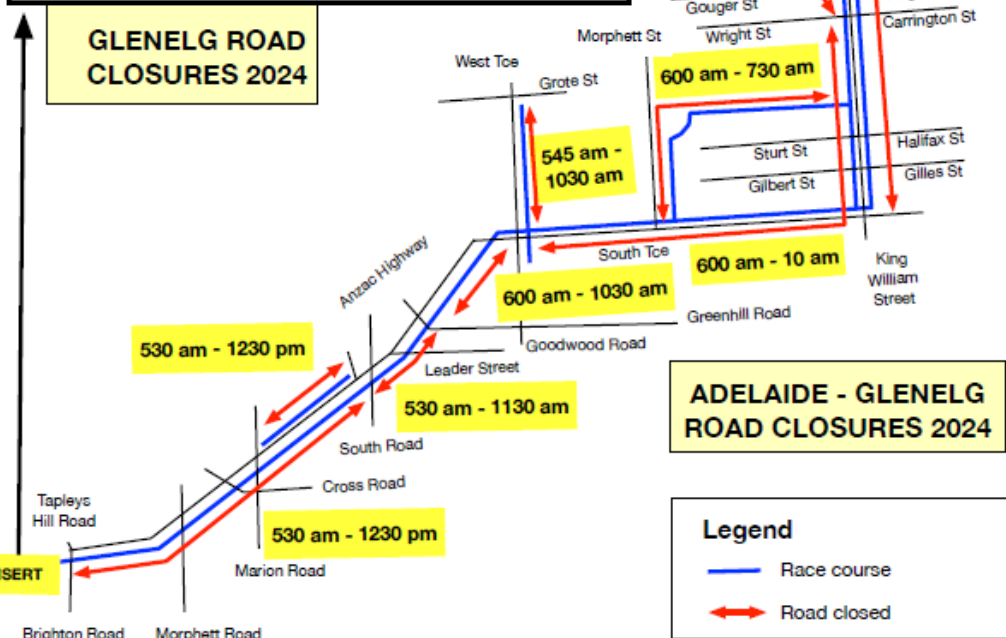 GLENELG ROAD
CLOSURES 2024
Gouger St
Carrington St
Wright St
Morphett St
West Tce
Grote St
600 am - 730 am
545 am -
1030 am
Sturt St
Halifax St
Gilbert St
Gilles St
South Tce
600 am - 10 am
King
William
Street
Anzac Highway
600 am - 1030 am
Greenhill Road
Goodwood Road
530 am - 1230 pm
Leader Street
530 am - 1130 am
ADELAIDE - GLENELG
ROAD CLOSURES 2024
South Road
Cross Road
Tapleys
Hill Road
530 am - 1230 pm
Marion Road
Legend
Race course
Road closed
Brighton Road
Morphett Road